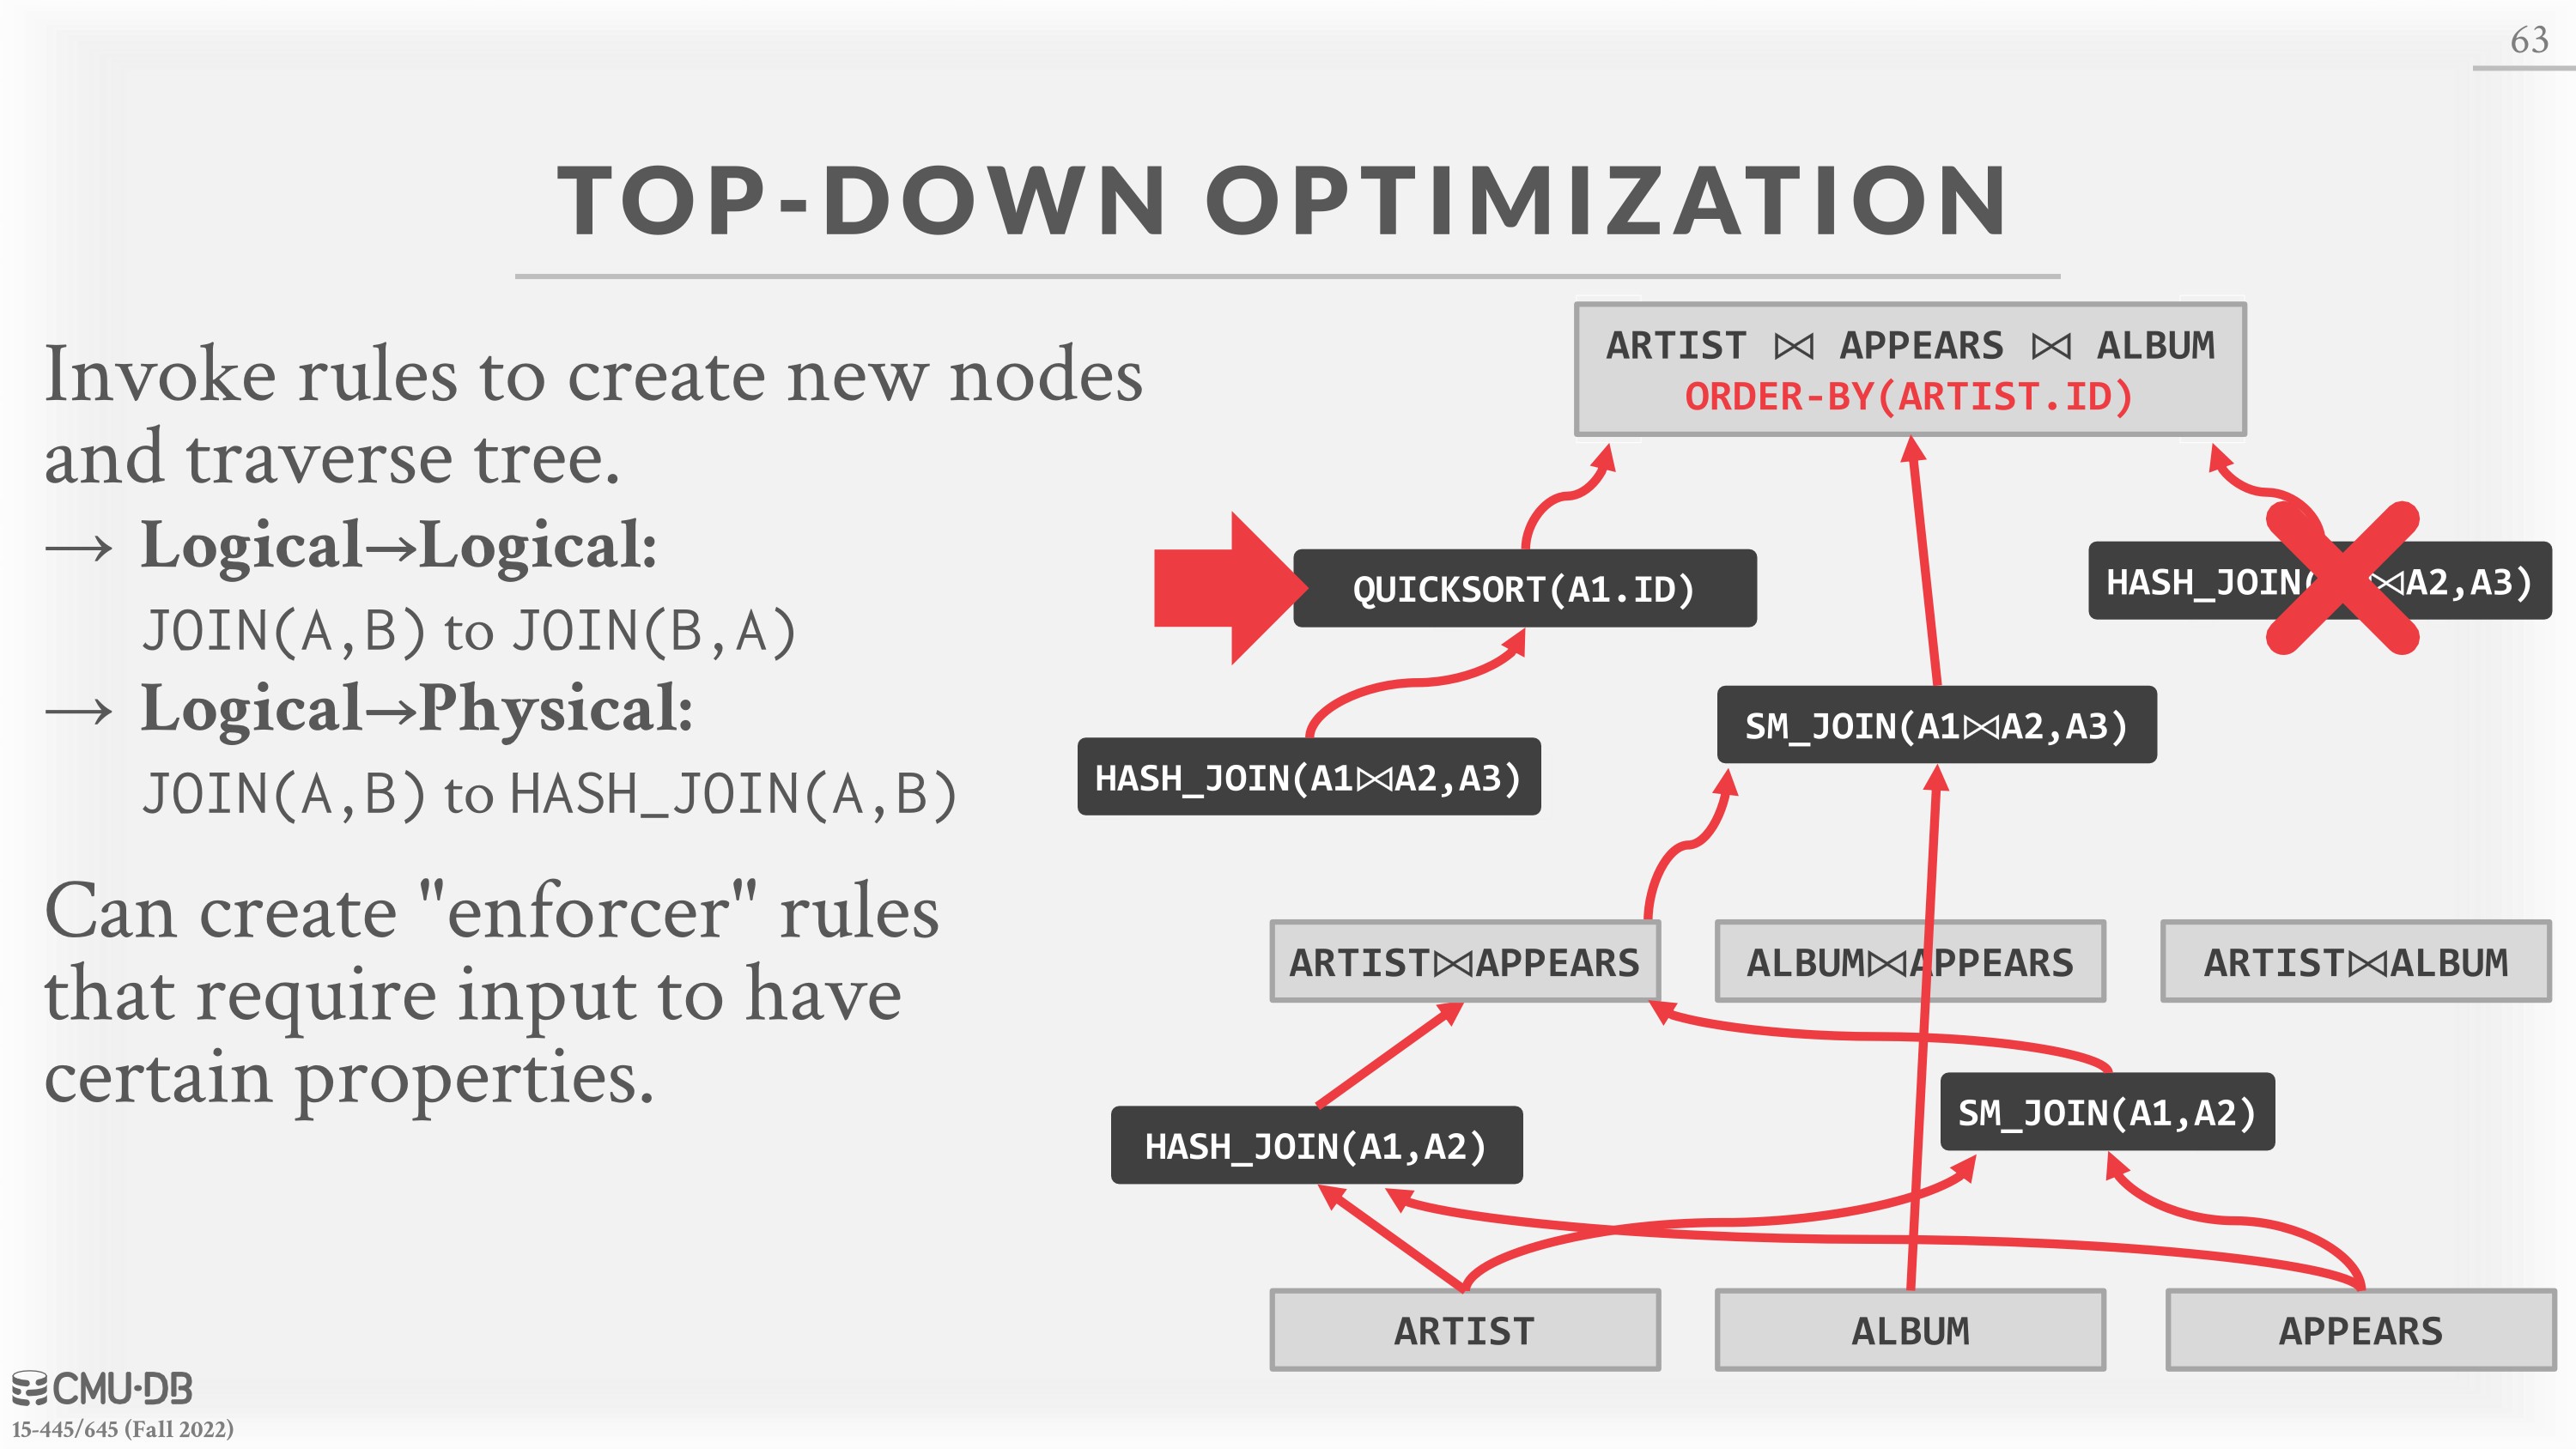 63
TOP-DOWN OPTIMIZATION
Invoke rules to create new nodes
and traverse tree.
→ Logical→Logical:
JOIN(A,B) to JOIN(B,A)
→ Logical→Physical:
JOIN(A,B) to HASH_JOIN(A,B)
Can create "enforcer" rules
that require input to have
certain properties.
ARTIST ⋈ APPEARS ⋈ ALBUM
ORDER-BY(ARTIST.ID)
QUICKSORT(A1.ID)
HASH_JOIN( ⋈A2,A3)
SM_JOIN(A1⋈A2,A3)
HASH_JOIN(A1⋈A2,A3)
ARTIST⋈APPEARS
ALBUM⋈APPEARS
ARTIST⋈ALBUM
SM_JOIN(A1,A2)
HASH_JOIN(A1,A2)
ARTIST
ALBUM
APPEARS
CMU·DB
15-445/645 (Fall 2022)